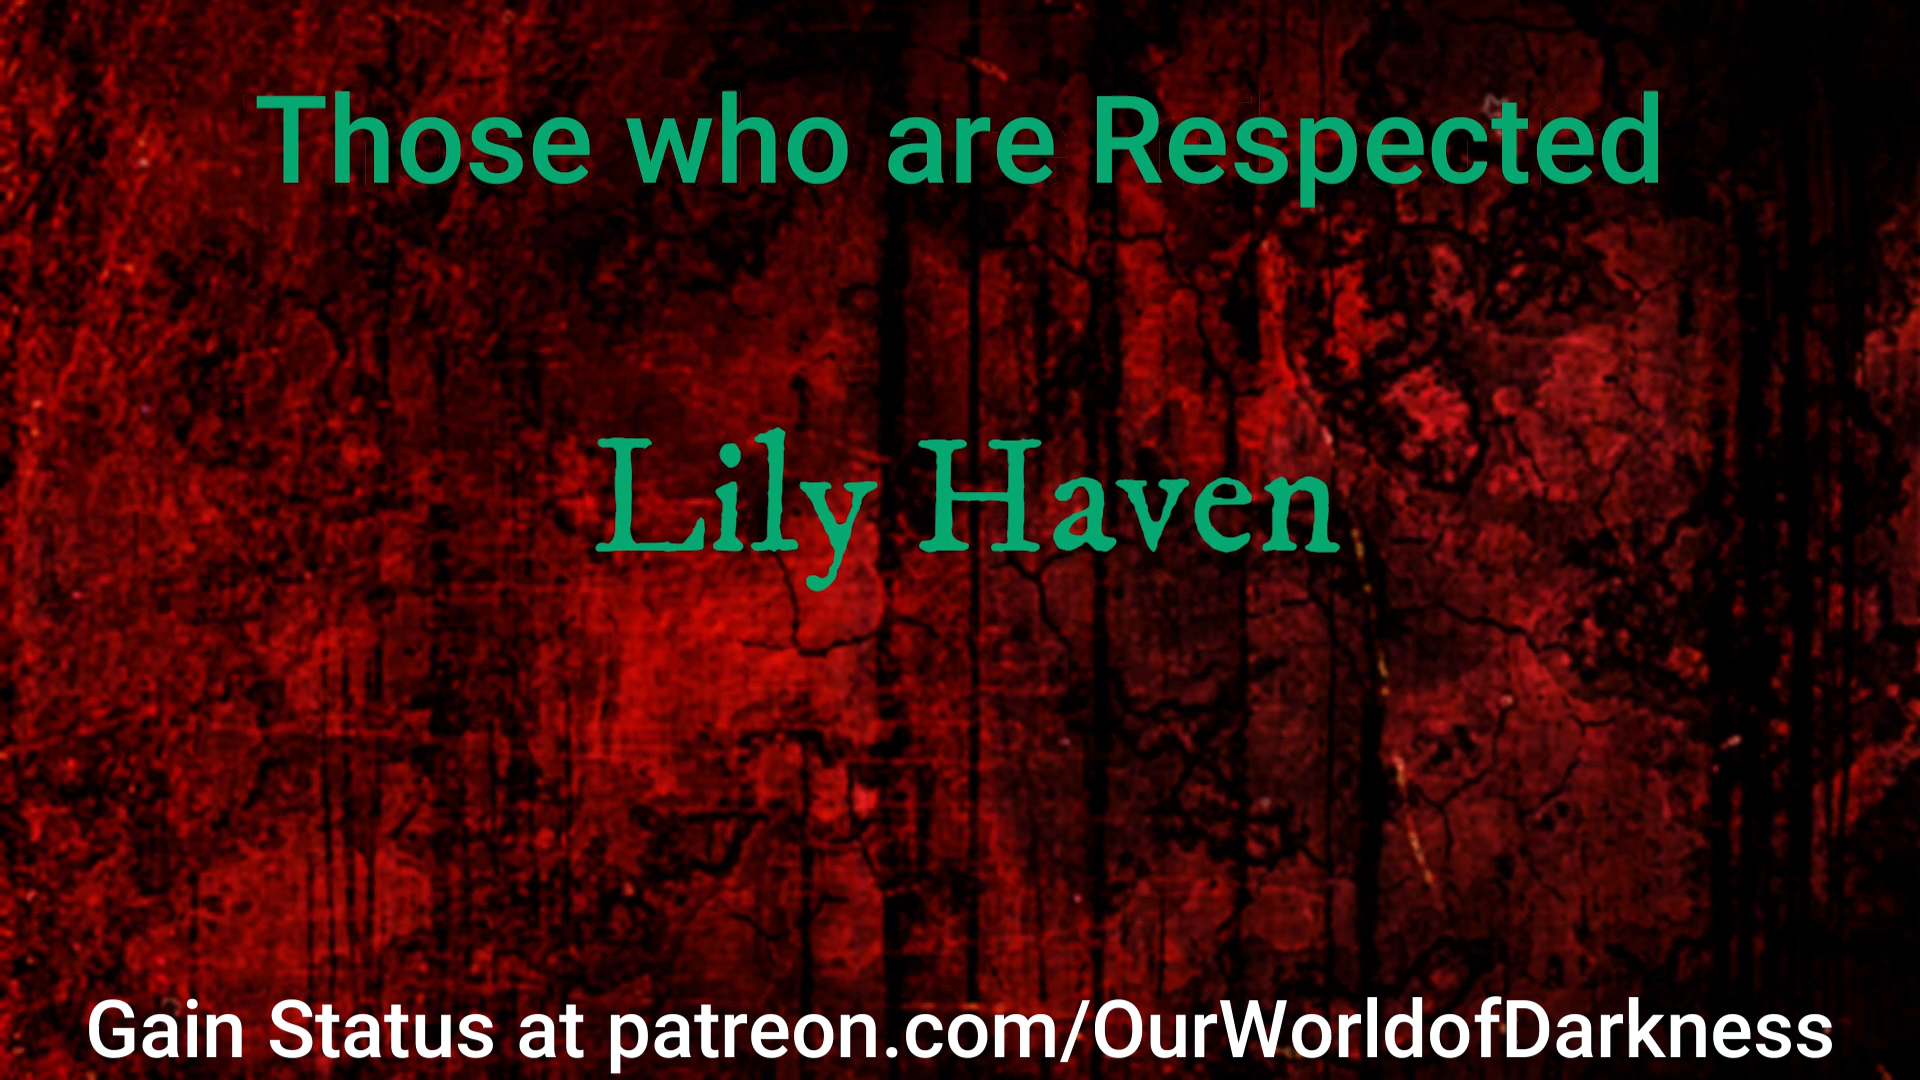 Those who are Respected
Lily Haven
Gain Status at patreon.com/OurWorldofDarkness